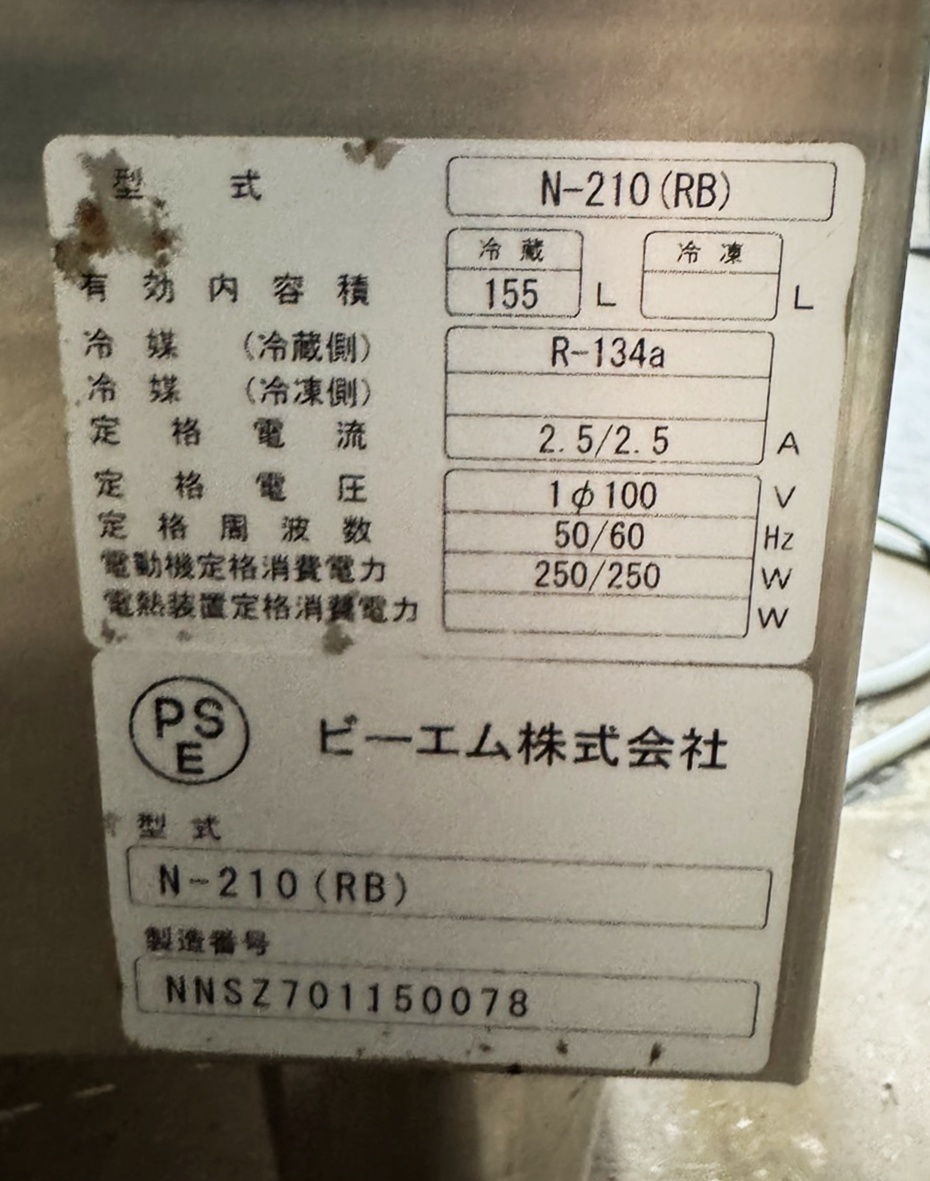 型式 N-210(RB)
冷蔵 冷凍
有効内容積 155 L L
冷媒 (冷蔵側) R-134a
冷媒 (冷凍側)
定格電流 2.5/2.5 A
定格電圧 1φ100 V
定格周波数 50/60 Hz
電動機定格消費電力 250/250 W
電熱装置定格消費電力 W
PS
E
ビーエム株式会社
型式
N-210(RB)
製造番号
NNSZ701150078